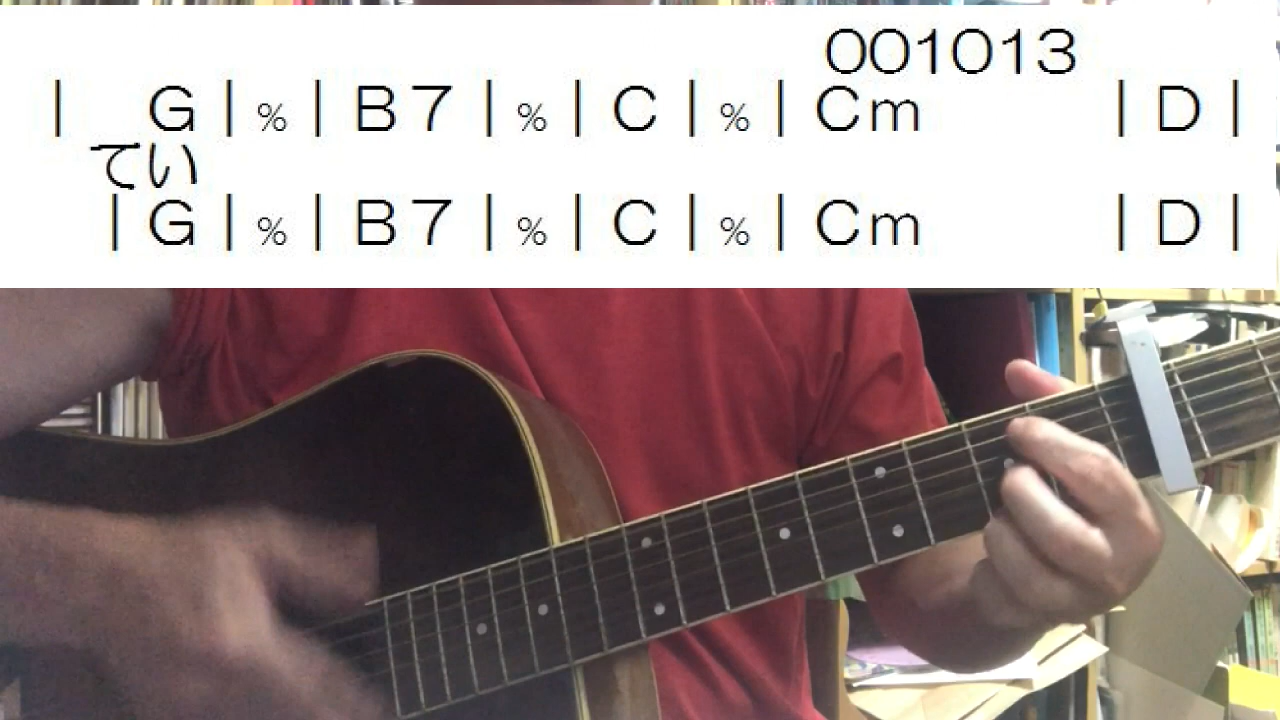 001013
| G | % | B7 | % | C | % | Cm | D |
てい
| G | % | B7 | % | C | % | Cm | D |